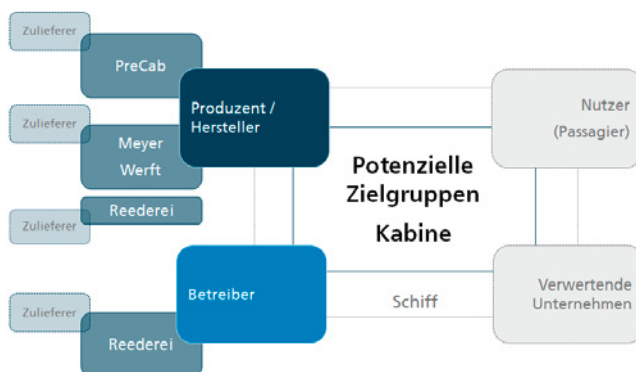 Zulieferer
PreCab
Zulieferer
Meyer
Werft
Reederei
Zulieferer
Zulieferer
Reederei
Produzent /
Hersteller
Betreiber
Potenzielle
Zielgruppen
Kabine
Schiff
Nutzer
(Passagier)
Verwertende
Unternehmen